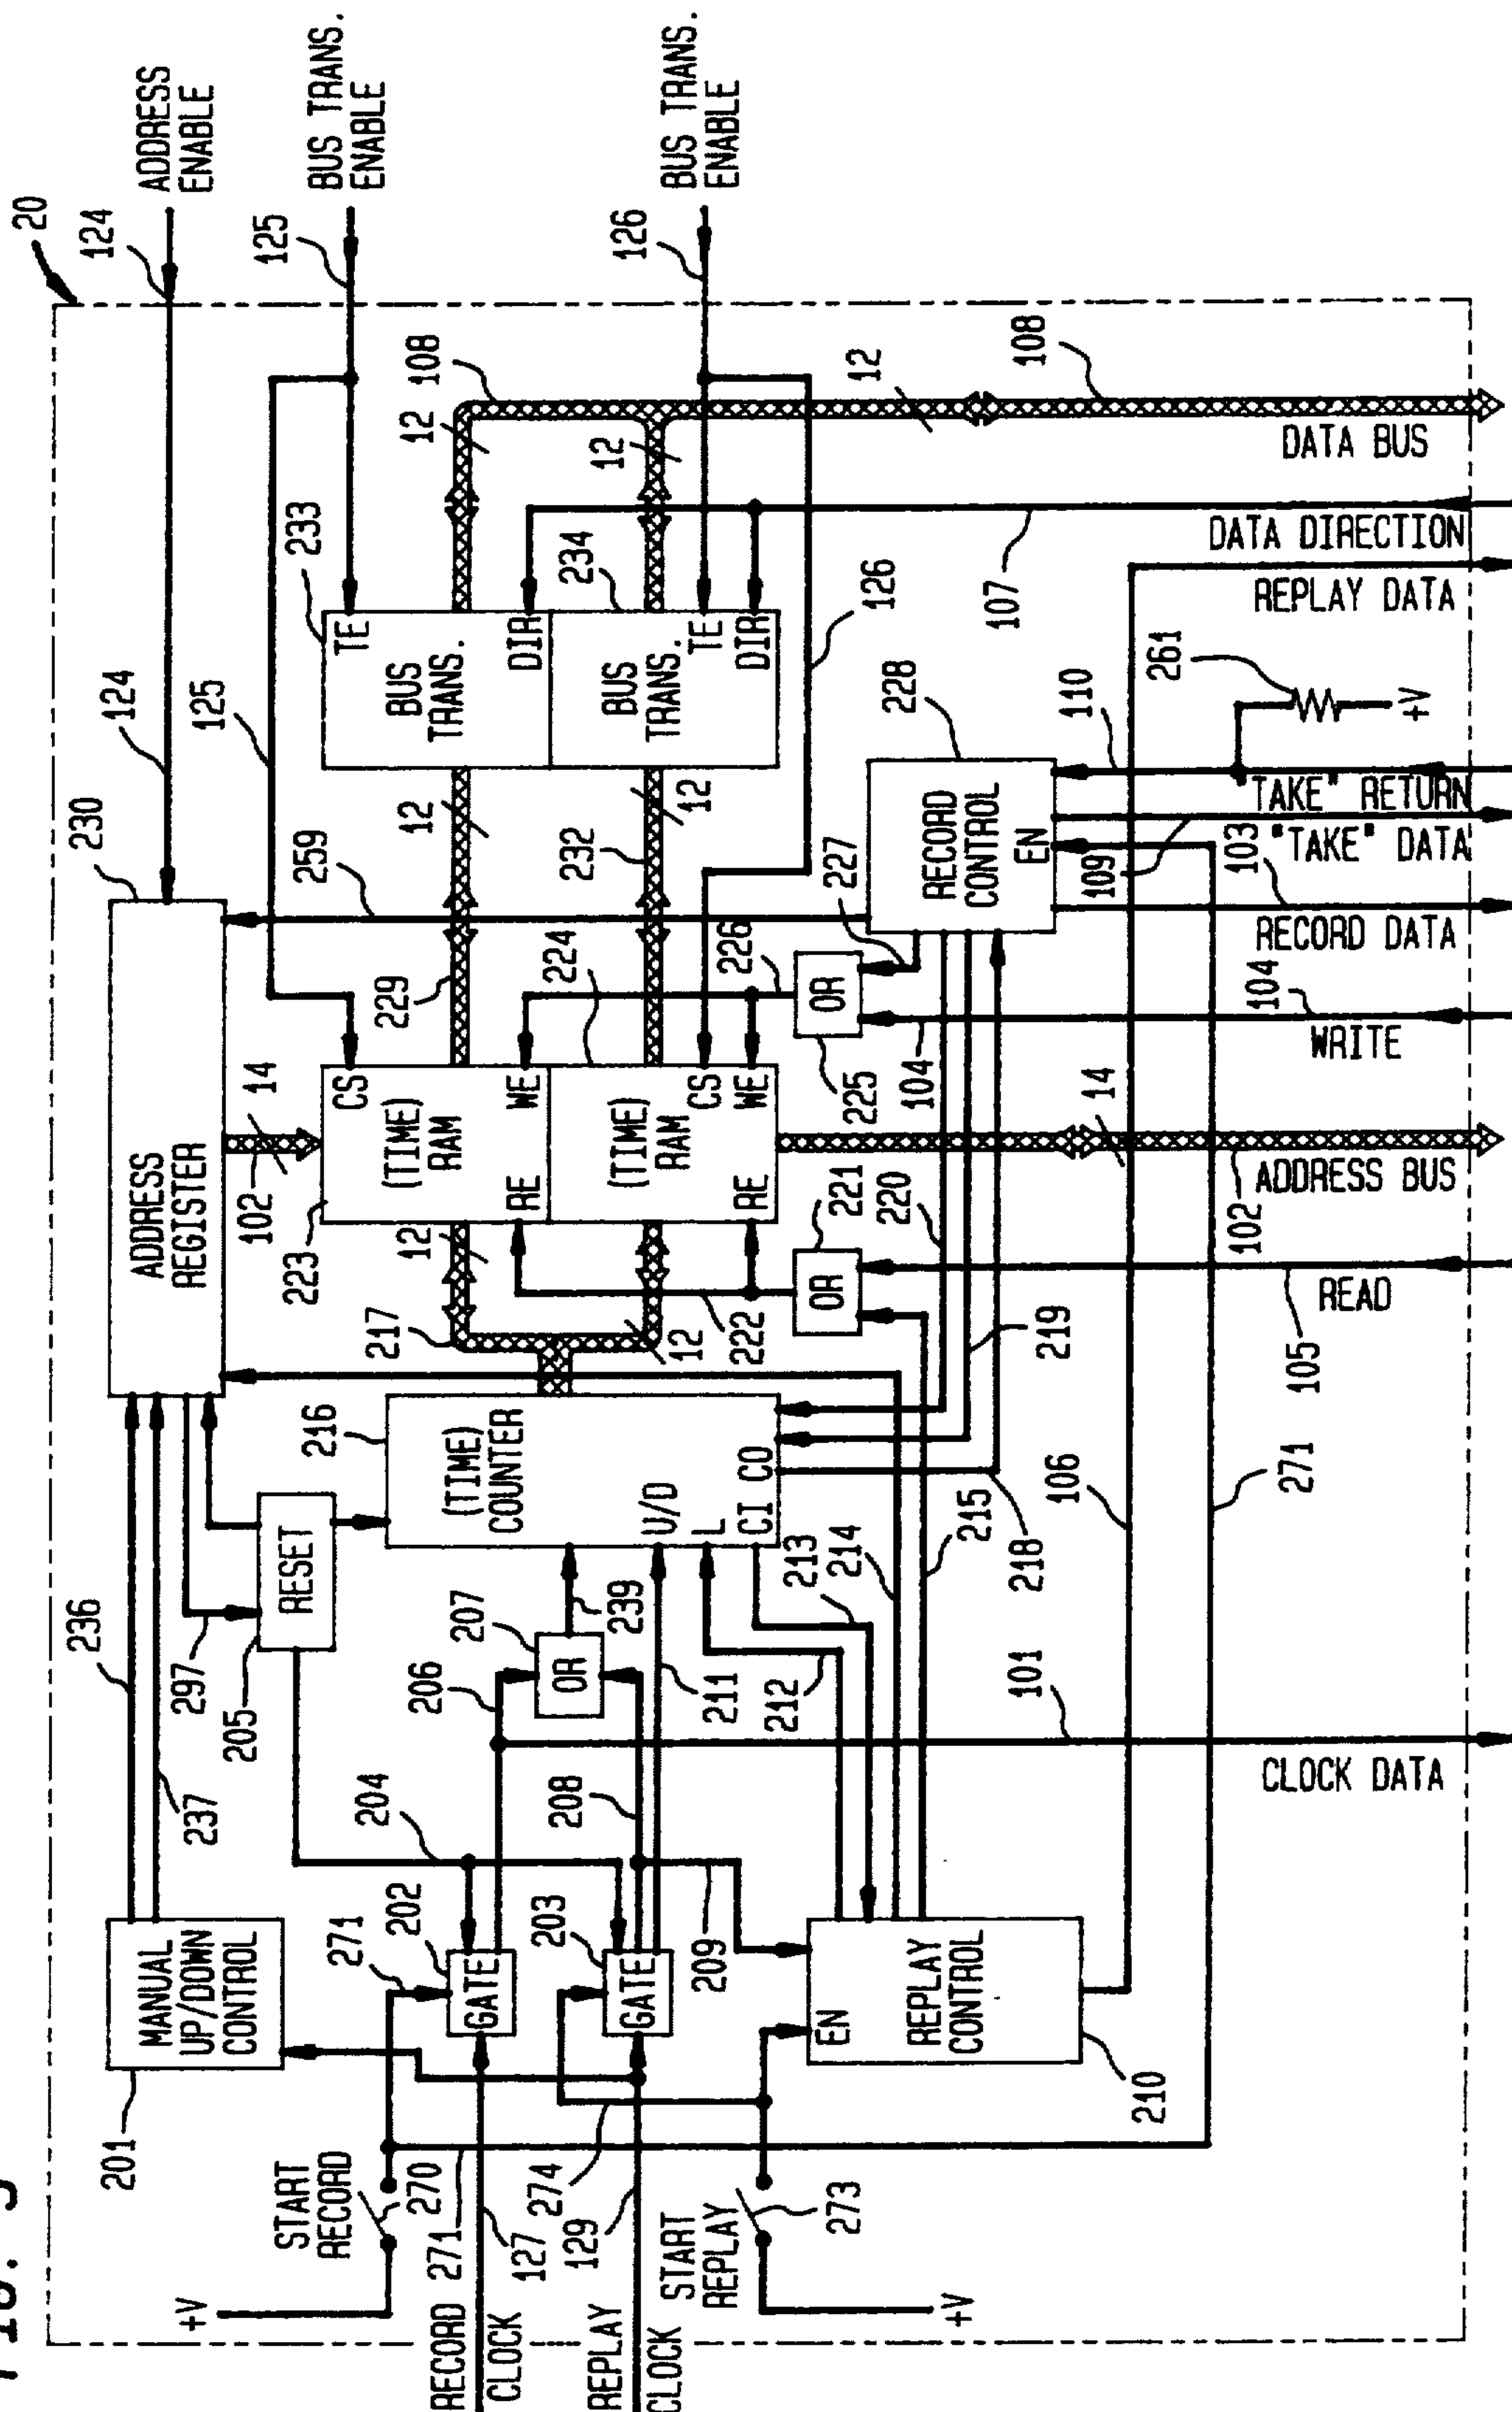 FIG. 3
20
124
ADDRESS
ENABLE
125
BUS TRANS.
ENABLE
126
BUS TRANS.
ENABLE
201
MANUAL
UP/DOWN
CONTROL
236
237
297
205
RESET
230
ADDRESS
REGISTER
124
125
259
+V
START
RECORD
270
271
271
202
GATE
204
206
207
OR
239
216
(TIME)
COUNTER
U/D
L
CI CO
217
12
12
102
14
223
(TIME)
RAM
CS
RE WE
224
(TIME)
RAM
CS
RE WE
229
12
232
12
233
BUS
TRANS.
TE
DIR
234
BUS
TRANS.
TE
DIR
12
12
108
RECORD
CLOCK
127
REPLAY
CLOCK
129
274
203
GATE
208
209
211
212
213
214
215
218
219
220
222
221
OR
225
OR
226
227
104
228
RECORD
CONTROL
EN
126
START
REPLAY
273
+V
EN
REPLAY
CONTROL
210
106
271
101
CLOCK DATA
105
READ
102
14
ADDRESS BUS
104
WRITE
RECORD DATA
103
"TAKE" DATA
109
"TAKE" RETURN
110
261
+V
REPLAY DATA
DATA DIRECTION
107
DATA BUS
12
108